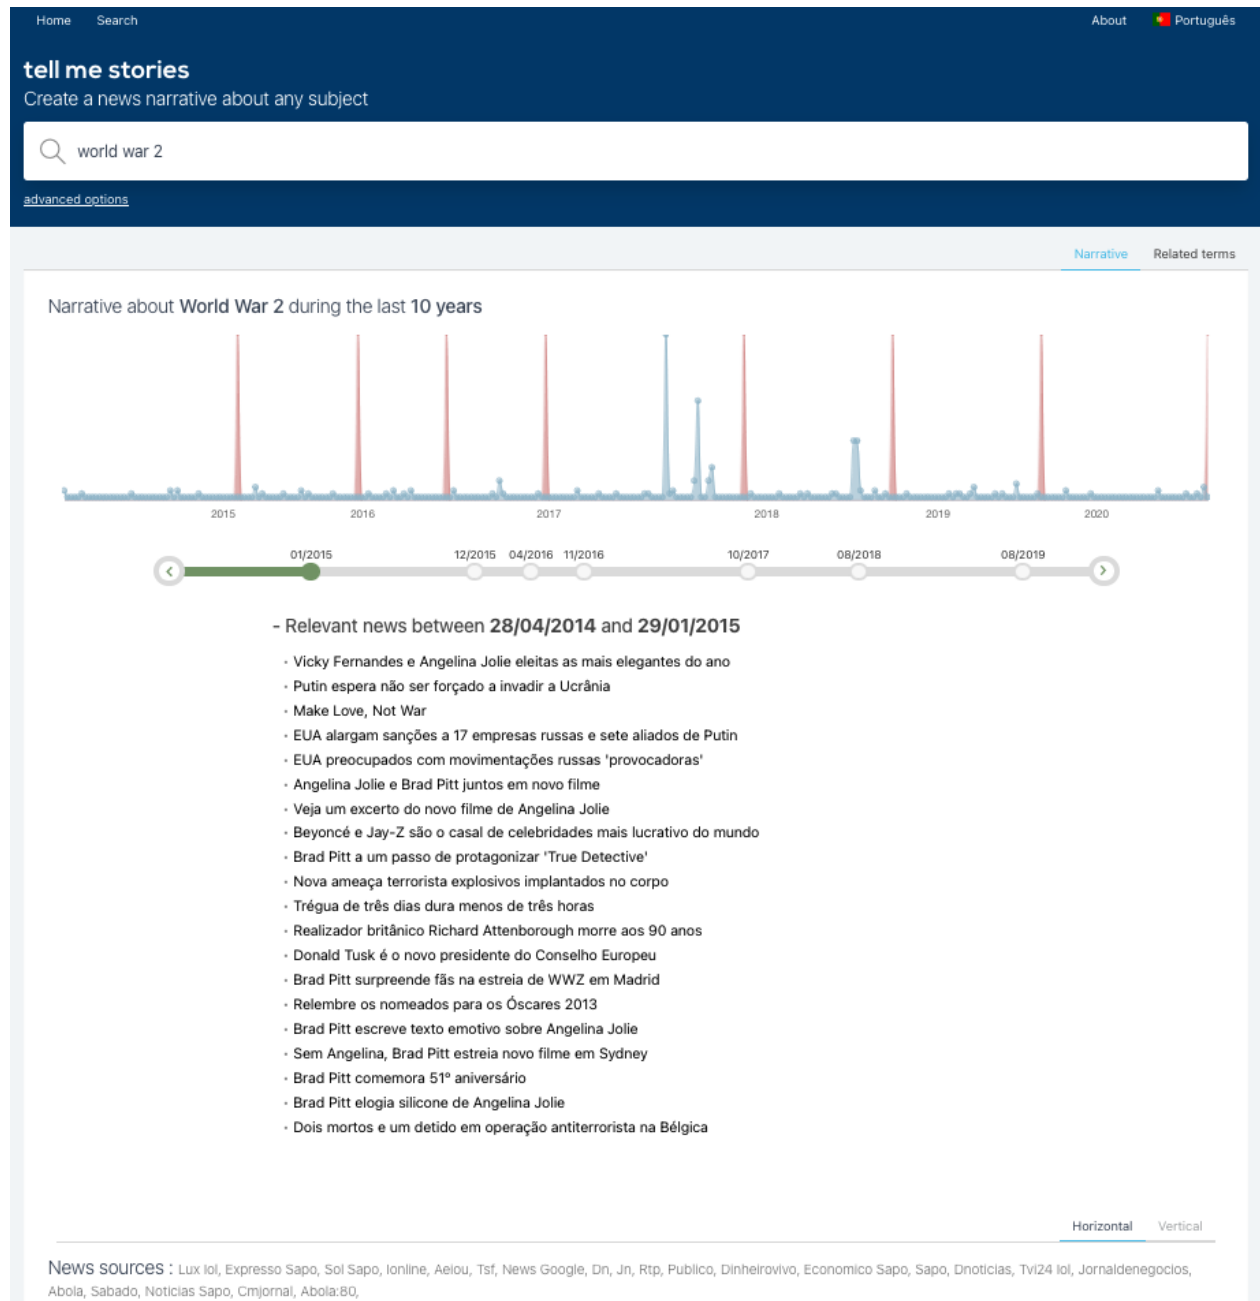 Home Search About Português
tell me stories
Create a news narrative about any subject
world war 2
advanced options
Narrative Related terms
Narrative about World War 2 during the last 10 years
2015 2016 2017 2018 2019 2020
01/2015 12/2015 04/2016 11/2016 10/2017 08/2018 08/2019
- Relevant news between 28/04/2014 and 29/01/2015
· Vicky Fernandes e Angelina Jolie eleitas as mais elegantes do ano
· Putin espera não ser forçado a invadir a Ucrânia
· Make Love, Not War
· EUA alargam sanções a 17 empresas russas e sete aliados de Putin
· EUA preocupados com movimentações russas 'provocadoras'
· Angelina Jolie e Brad Pitt juntos em novo filme
· Veja um excerto do novo filme de Angelina Jolie
· Beyoncé e Jay-Z são o casal de celebridades mais lucrativo do mundo
· Brad Pitt a um passo de protagonizar 'True Detective'
· Nova ameaça terrorista explosivos implantados no corpo
· Trégua de três dias dura menos de três horas
· Realizador britânico Richard Attenborough morre aos 90 anos
· Donald Tusk é o novo presidente do Conselho Europeu
· Brad Pitt surpreende fãs na estreia de WWZ em Madrid
· Relembre os nomeados para os Óscares 2013
· Brad Pitt escreve texto emotivo sobre Angelina Jolie
· Sem Angelina, Brad Pitt estreia novo filme em Sydney
· Brad Pitt comemora 51º aniversário
· Brad Pitt elogia silicone de Angelina Jolie
· Dois mortos e um detido em operação antiterrorista na Bélgica
Horizontal Vertical
News sources : Lux Iol, Expresso Sapo, Sol Sapo, Ionline, Aeiou, Tsf, News Google, Dn, Jn, Rtp, Publico, Dinheirovivo, Economico Sapo, Sapo, Dnoticias, Tvi24 Iol, Jornaldenegocios,
Abola, Sabado, Noticias Sapo, Cmjornal, Abola:80,